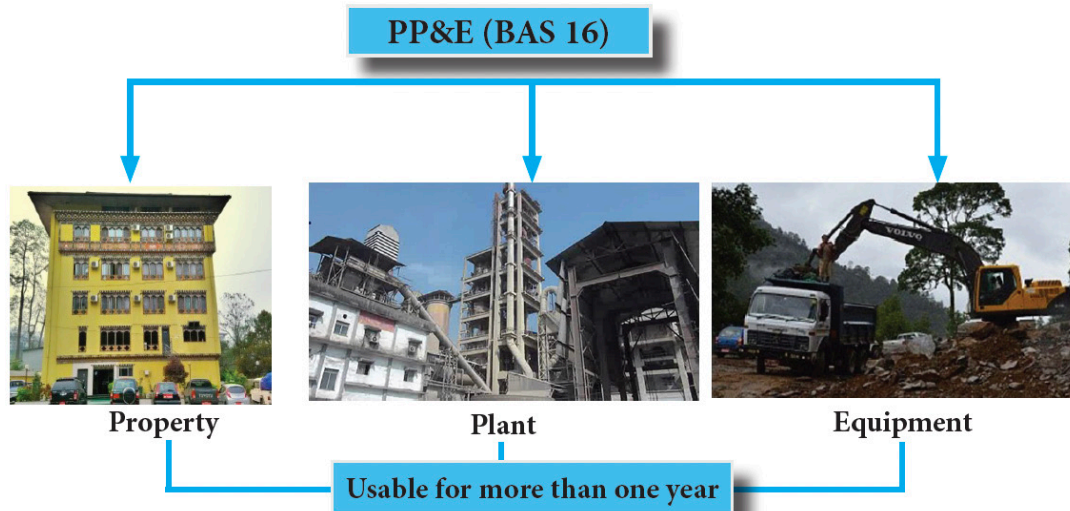 PP&E (BAS 16)
VOLVO
Property
Plant
Equipment
Usable for more than one year